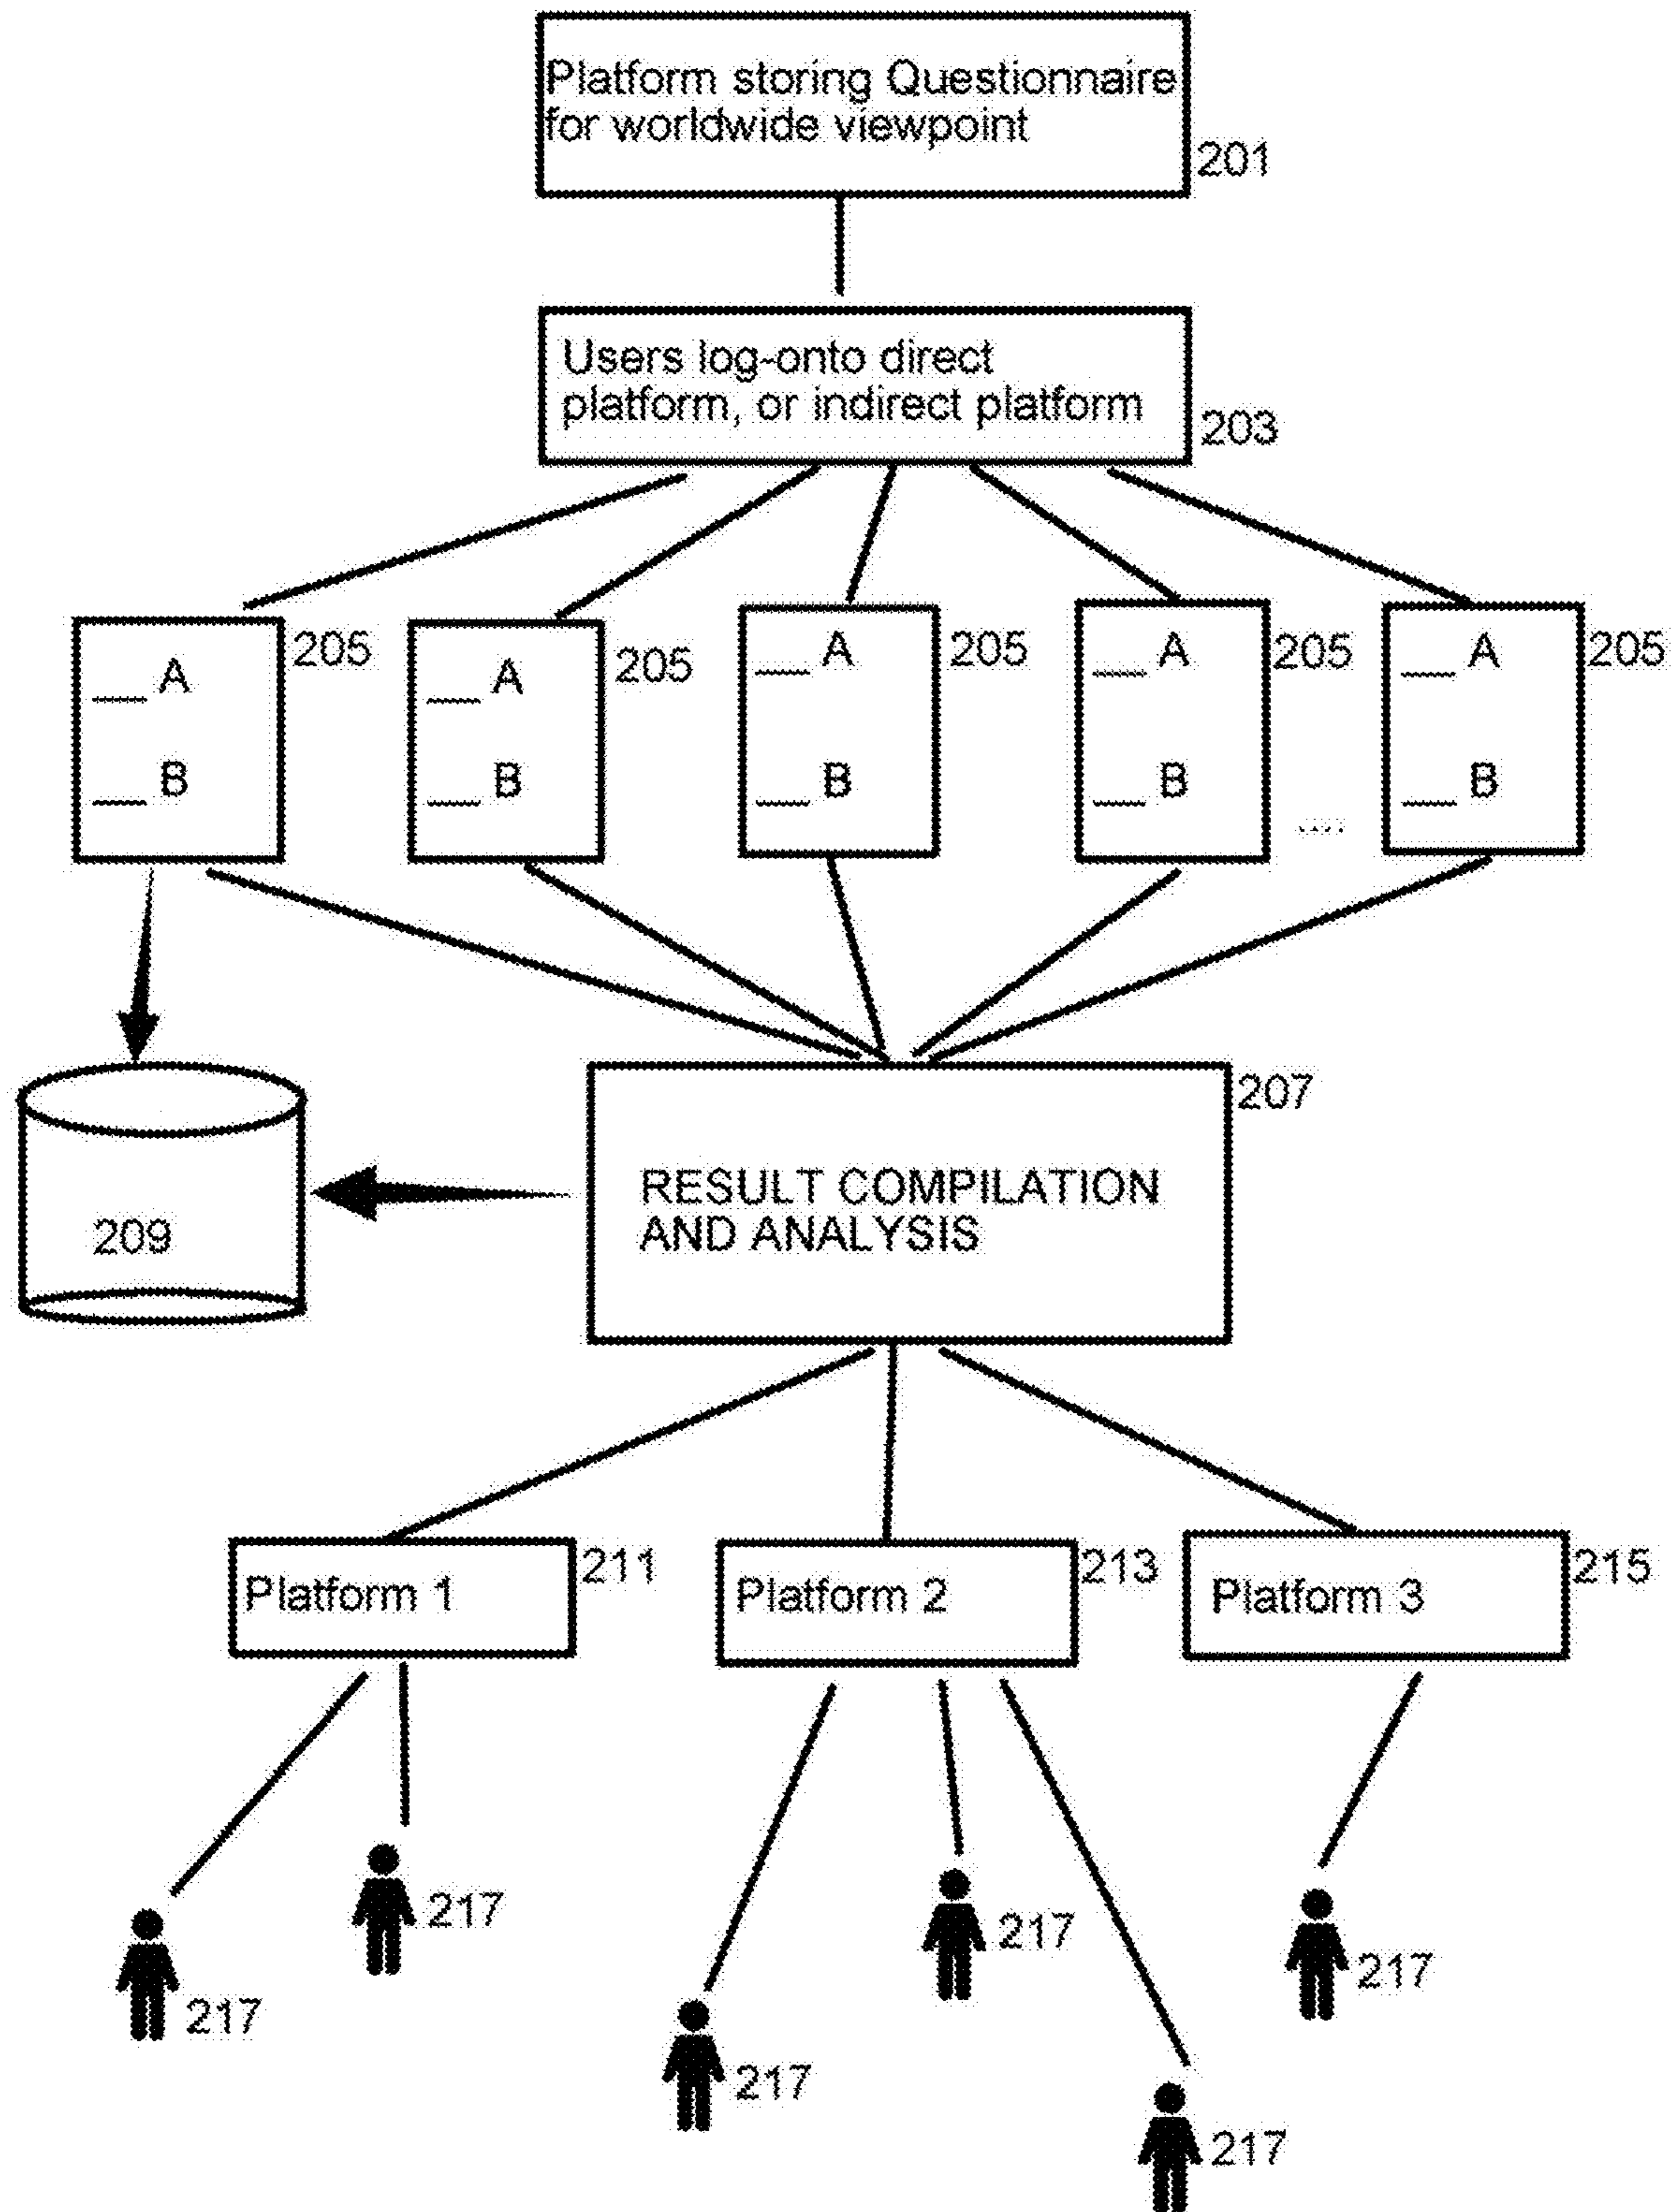 Platform storing Questionnaire
for worldwide viewpoint
201
Users log-onto direct
platform, or indirect platform
203
__ A
__ B
205
__ A
__ B
205
__ A
__ B
205
__ A
__ B
205
....
__ A
__ B
205
207
RESULT COMPILATION
AND ANALYSIS
209
Platform 1
211
Platform 2
213
Platform 3
215
217
217
217
217
217
217